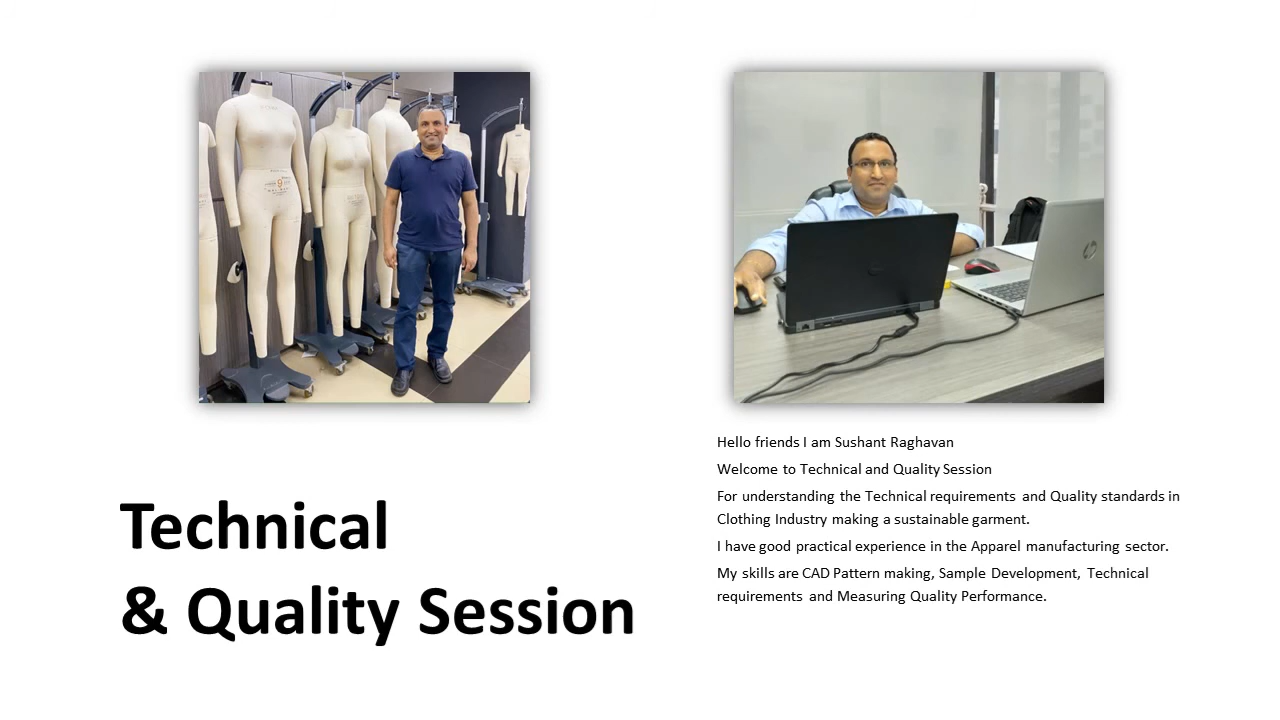 Technical
& Quality Session
Hello friends I am Sushant Raghavan
Welcome to Technical and Quality Session
For understanding the Technical requirements and Quality standards in
Clothing Industry making a sustainable garment.
I have good practical experience in the Apparel manufacturing sector.
My skills are CAD Pattern making, Sample Development, Technical
requirements and Measuring Quality Performance.